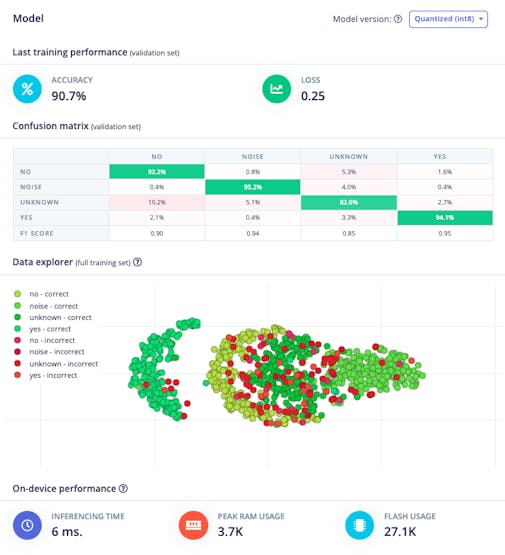 Model
Model version: Quantized (int8)
Last training performance (validation set)
% ACCURACY
90.7%
LOSS
0.25
Confusion matrix (validation set)
NO NOISE UNKNOWN YES
NO 92.2% 0.8% 5.3% 1.6%
NOISE 0.4% 95.2% 4.0% 0.4%
UNKNOWN 10.2% 5.1% 82.0% 2.7%
YES 2.1% 0.4% 3.3% 94.1%
F1 SCORE 0.90 0.94 0.85 0.95
Data explorer (full training set) ?
no - correct
noise - correct
unknown - correct
yes - correct
no - incorrect
noise - incorrect
unknown - incorrect
yes - incorrect
On-device performance ?
INFERENCING TIME
6 ms.
PEAK RAM USAGE
3.7K
FLASH USAGE
27.1K